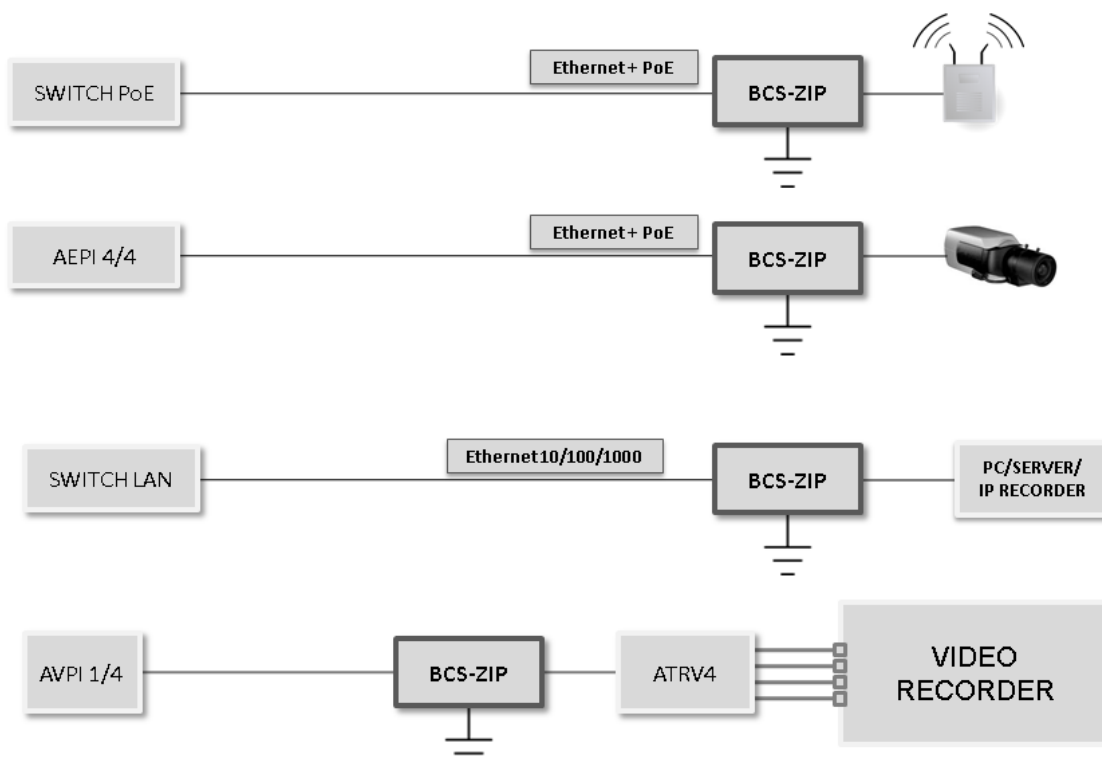 SWITCH PoE
Ethernet+ PoE
BCS-ZIP
AEPI 4/4
Ethernet+ PoE
BCS-ZIP
SWITCH LAN
Ethernet10/100/1000
BCS-ZIP
PC/SERVER/
IP RECORDER
AVPI 1/4
BCS-ZIP
ATRV4
VIDEO
RECORDER